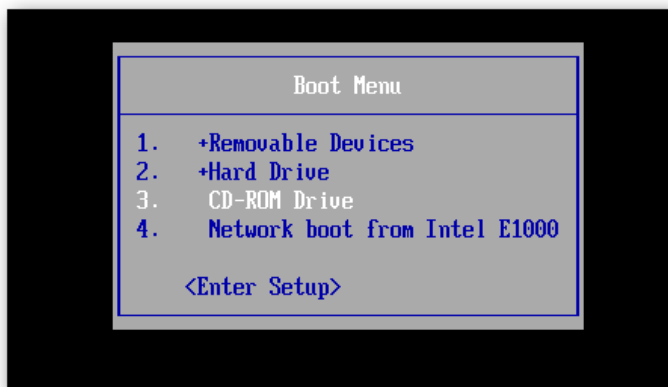 Boot Menu
1. +Removable Devices
2. +Hard Drive
3. CD-ROM Drive
4. Network boot from Intel E1000
<Enter Setup>